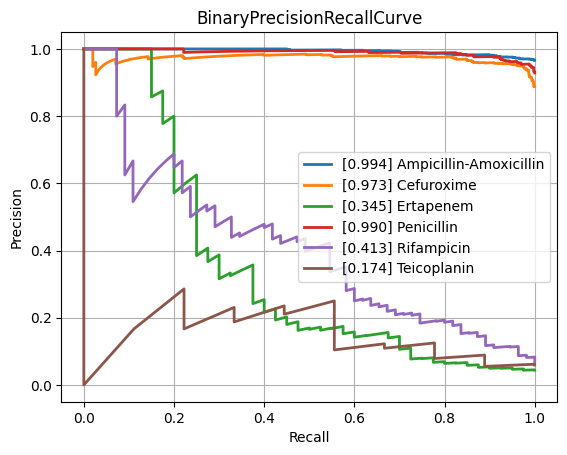 BinaryPrecisionRecallCurve
Precision
1.0
0.8
0.6
0.4
0.2
0.0
[0.994] Ampicillin-Amoxicillin
[0.973] Cefuroxime
[0.345] Ertapenem
[0.990] Penicillin
[0.413] Rifampicin
[0.174] Teicoplanin
0.0 0.2 0.4 0.6 0.8 1.0
Recall